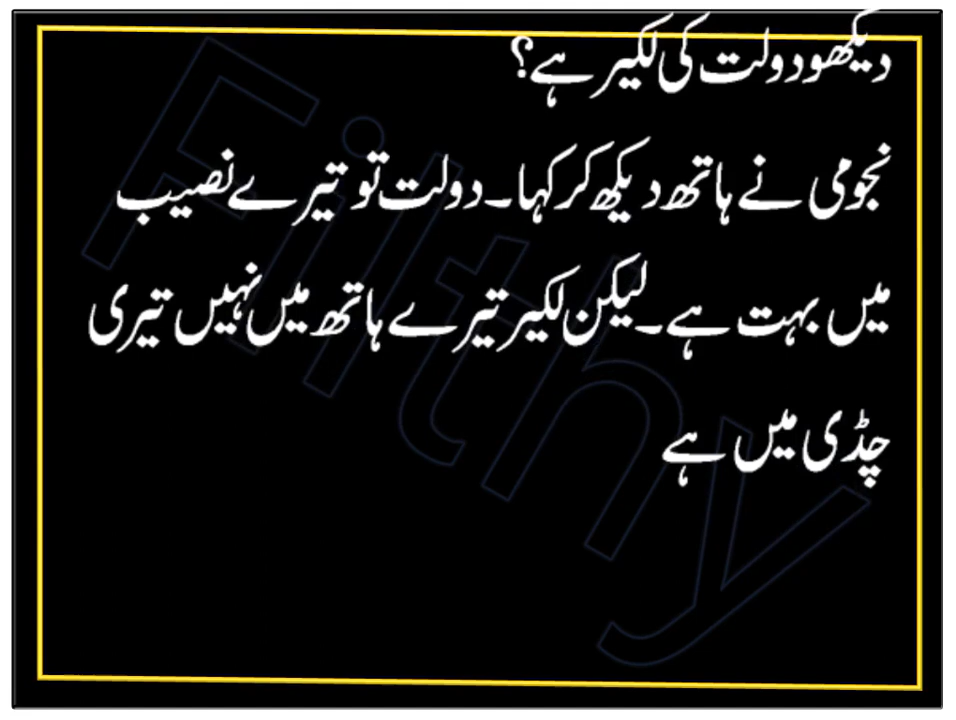 دیکھو دولت کی لکیر ہے؟
نجومی نے ہاتھ دیکھ کر کہا۔ دولت تو تیرے نصیب
میں بہت ہے۔ لیکن لکیر تیرے ہاتھ میں نہیں تیری
چڈی میں ہے
Filthy